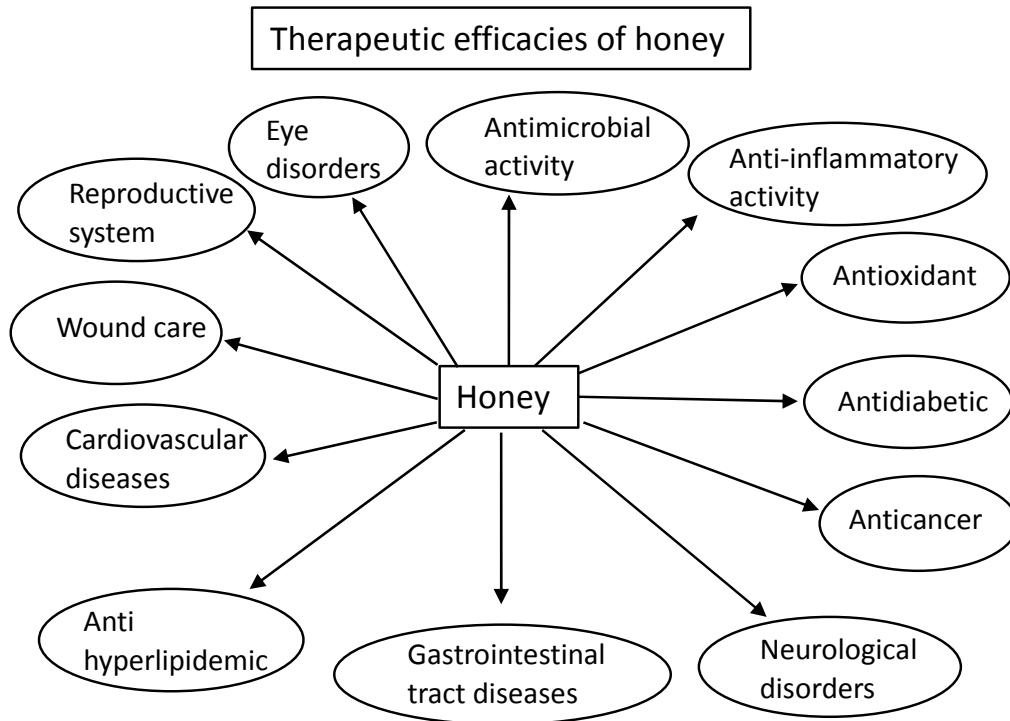 Therapeutic efficacies of honey
Eye
disorders
Antimicrobial
activity
Anti-inflammatory
activity
Reproductive
system
Antioxidant
Wound care
Honey
Antidiabetic
Cardiovascular
diseases
Anticancer
Anti
hyperlipidemic
Gastrointestinal
tract diseases
Neurological
disorders